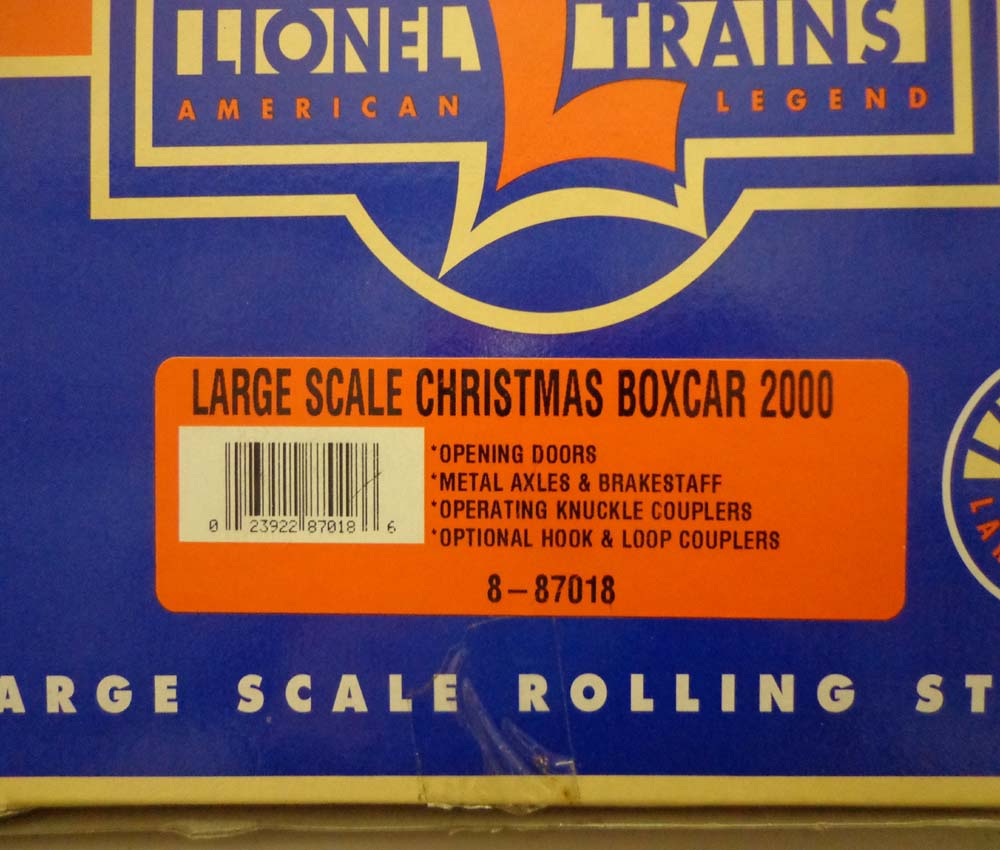 LIONEL TRAINS
AMERICAN LEGEND
LARGE SCALE CHRISTMAS BOXCAR 2000
*OPENING DOORS
*METAL AXLES & BRAKESTAFF
*OPERATING KNUCKLE COUPLERS
*OPTIONAL HOOK & LOOP COUPLERS
0 23922 87018 6
8-87018
ARGE SCALE ROLLING ST